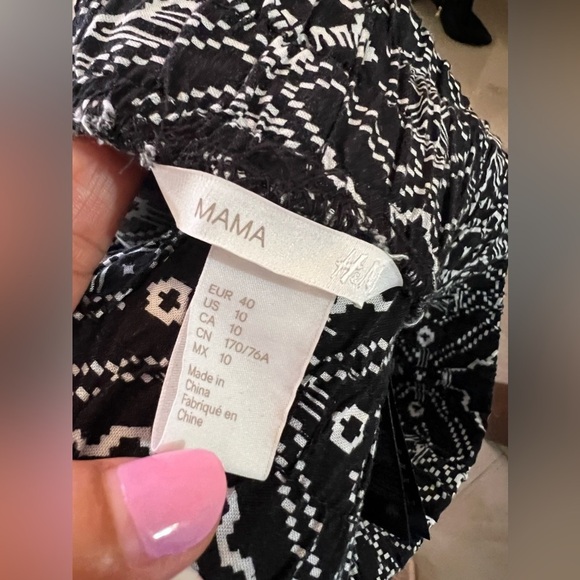 MAMA
H&M
EUR 40
US 10
CA 10
CN 170/76A
MX 10
Made in
China
Fabriqué en
Chine